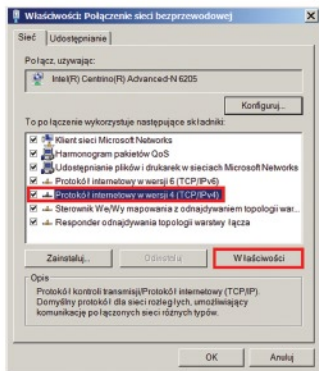 Właściwości: Połączenie sieci bezprzewodowej
Sieć Udostępnianie
Połącz, używając:
Intel(R) Centrino(R) Advanced-N 6205
Konfiguruj...
To połączenie wykorzystuje następujące składniki:
Klient sieci Microsoft Networks
Harmonogram pakietów QoS
Udostępnianie plików i drukarek w sieciach Microsoft Networks
Protokół internetowy w wersji 6 (TCP/IPv6)
Protokół internetowy w wersji 4 (TCP/IPv4)
Sterownik We/Wy mapowania z odnajdywaniem topologii war...
Responder odnajdywania topologii warstwy łącza
Zainstaluj... Odinstaluj Właściwości
Opis
Protokół kontroli transmisji/Protokół internetowy (TCP/IP).
Domyślny protokół dla sieci rozległych, umożliwiający
komunikację połączonych sieci różnych typów.
OK Anuluj